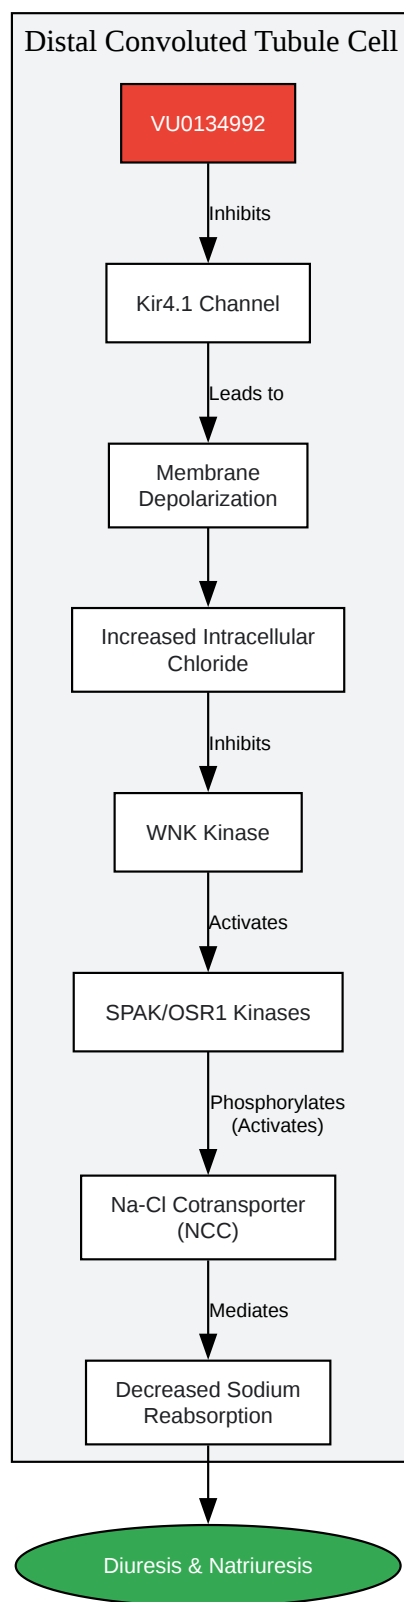 Distal Convoluted Tubule Cell
VU0134992
Inhibits
Kir4.1 Channel
Leads to
Membrane
Depolarization
Increased Intracellular
Chloride
Inhibits
WNK Kinase
Activates
SPAK/OSR1 Kinases
Phosphorylates
(Activates)
Na-Cl Cotransporter
(NCC)
Mediates
Decreased Sodium
Reabsorption
Diuresis & Natriuresis